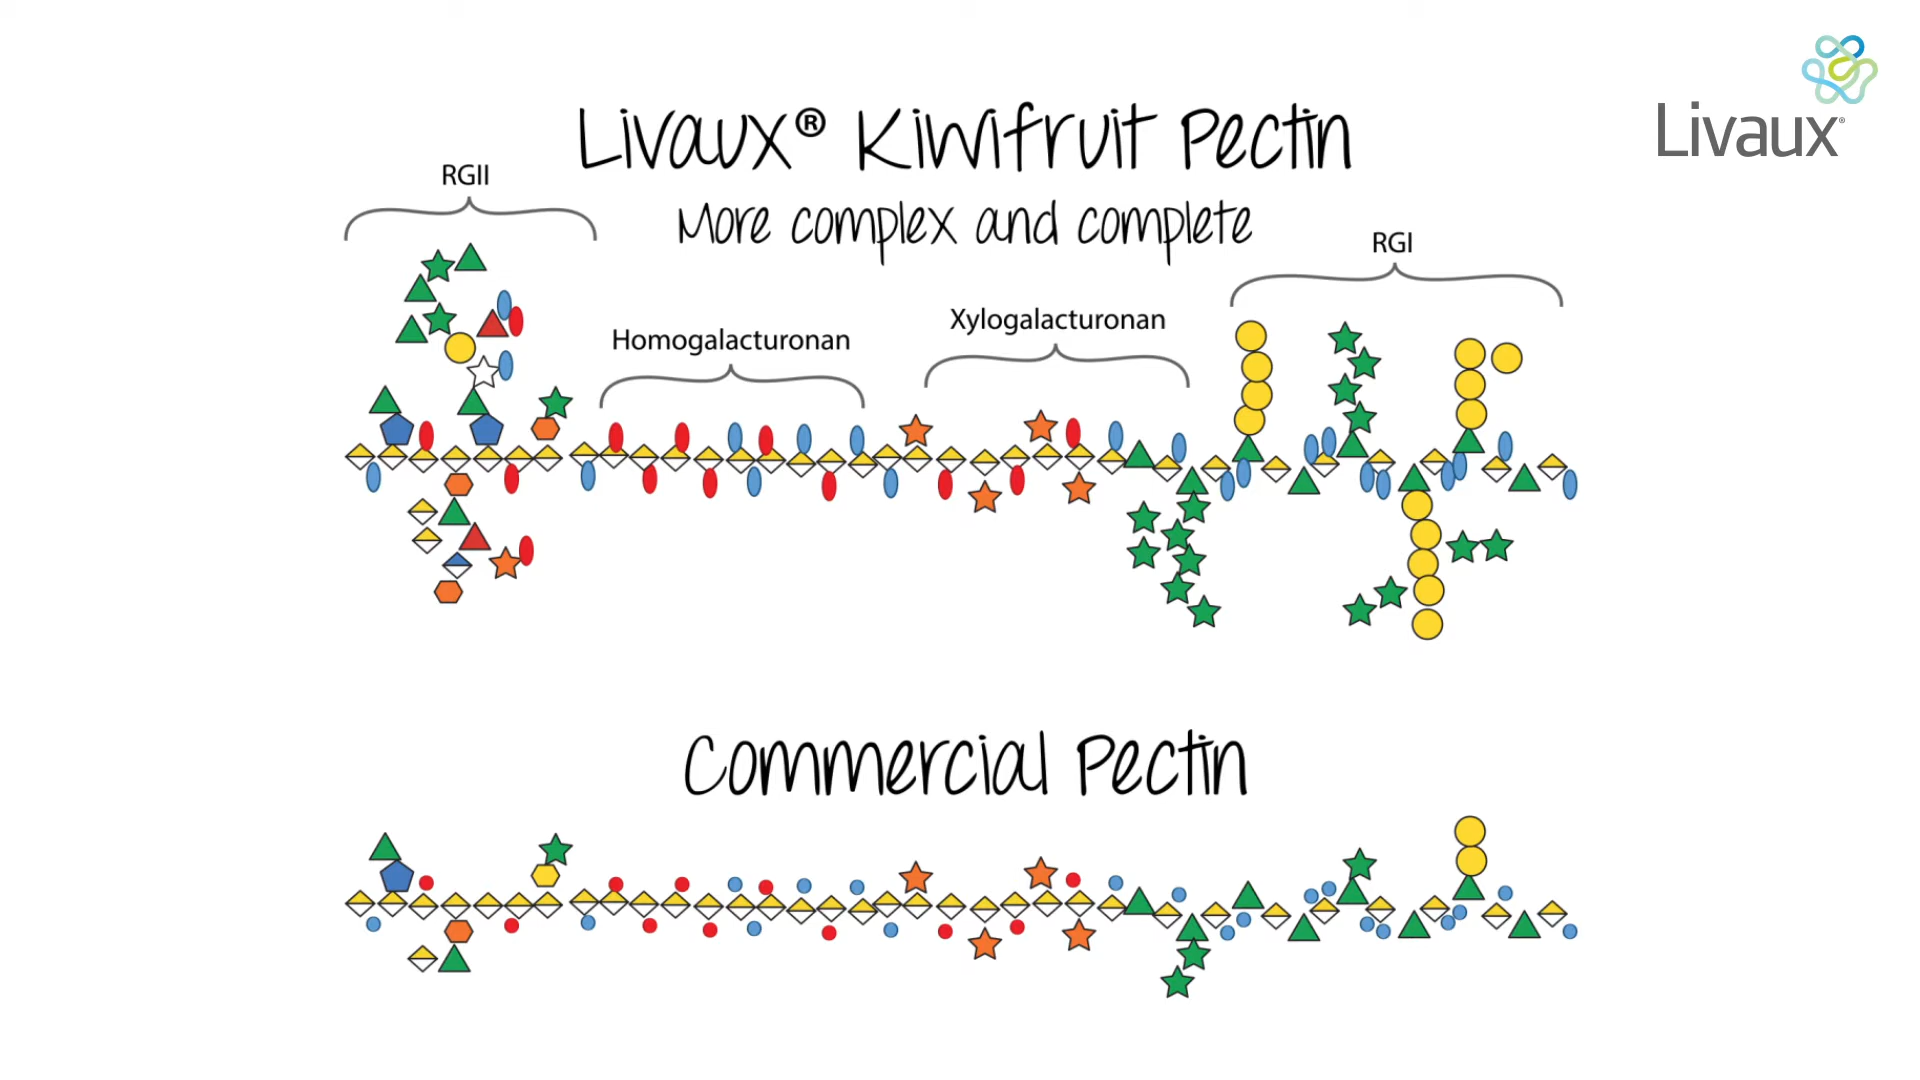 Livaux®
Livaux® Kiwifruit Pectin
More complex and complete
RGII
Homogalacturonan
Xylogalacturonan
RGI
Commercial Pectin